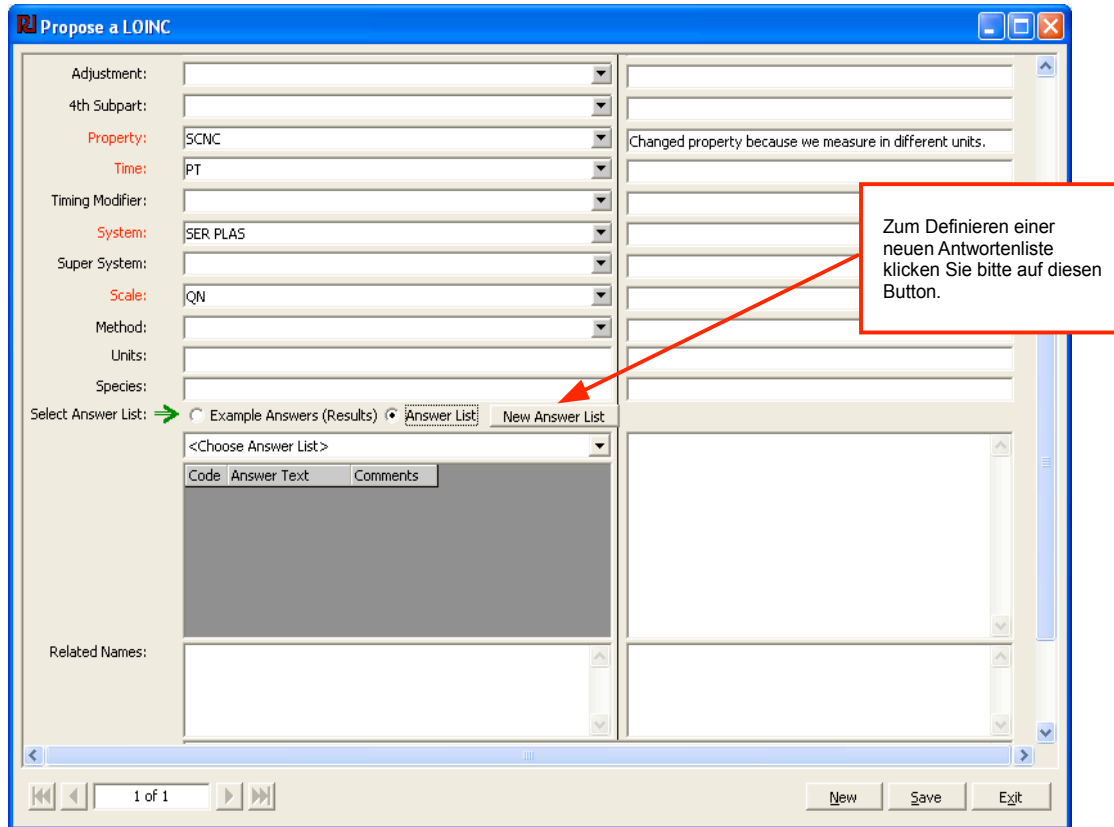 Propose a LOINC
Adjustment:
4th Subpart:
Property: SCNC Changed property because we measure in different units.
Time: PT
Timing Modifier:
System: SER PLAS
Super System:
Scale: QN
Method:
Units:
Species:
Zum Definieren einer
neuen Antwortenliste
klicken Sie bitte auf diesen
Button.
Select Answer List: Example Answers (Results) Answer List New Answer List
<Choose Answer List>
Code Answer Text Comments
Related Names:
1 of 1 New Save Exit